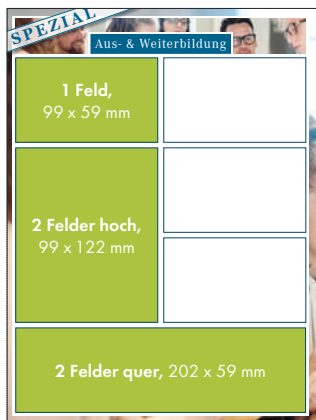 SPEZIAL
Aus- & Weiterbildung
1 Feld,
99 x 59 mm
2 Felder hoch,
99 x 122 mm
2 Felder quer, 202 x 59 mm